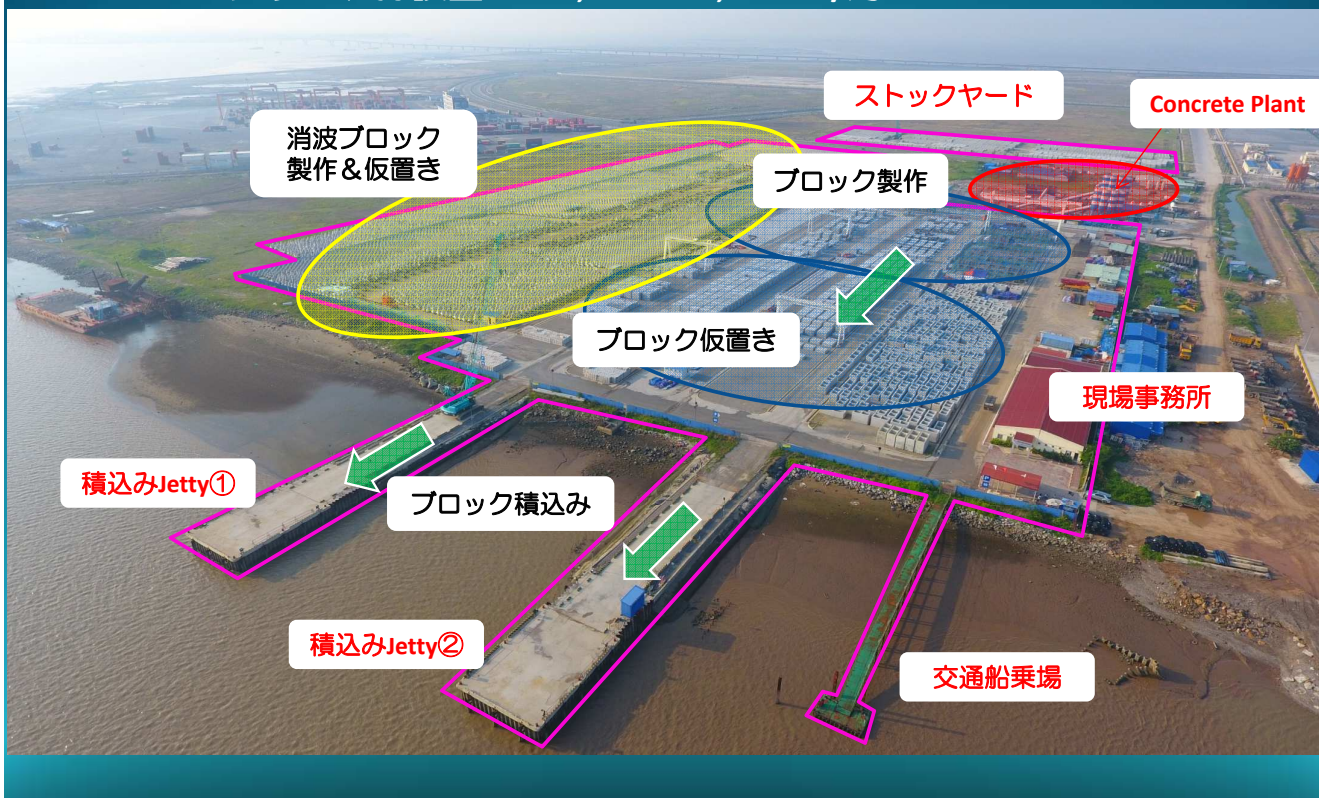 ストックヤード
Concrete Plant
消波ブロック
製作&仮置き
ブロック製作
ブロック仮置き
現場事務所
積込みJetty①
ブロック積込み
積込みJetty②
交通船乗場